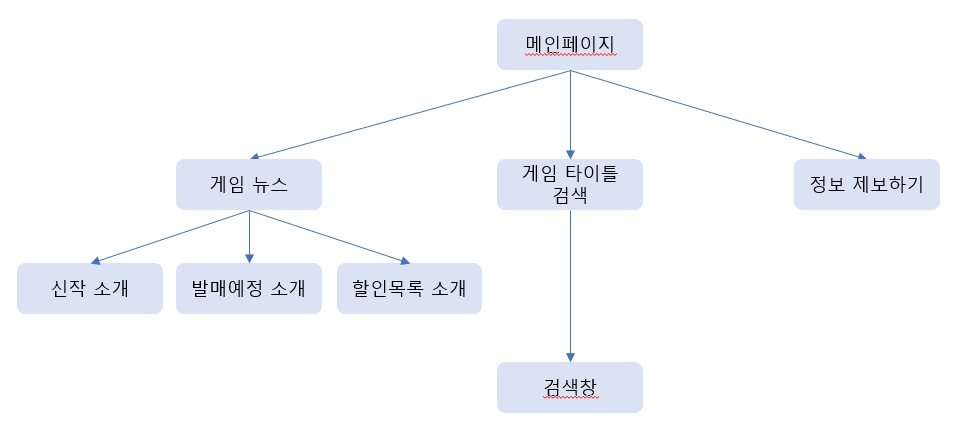 메인페이지
게임 뉴스
게임 타이틀
검색
정보 제보하기
신작 소개
발매예정 소개
할인목록 소개
검색창